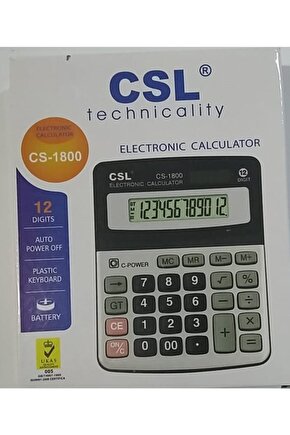 CSL®
technicality
ELECTRONIC
CALCULATOR
CS-1800
ELECTRONIC CALCULATOR
12
DIGITS
AUTO
POWER OFF
PLASTIC
KEYBOARD
BATTERY
UKAS
005
CSL CS-1800
ELECTRONIC CALCULATOR
12
DIGIT
123456789012
C-POWER MC MR M− M+
→ 7 8 9 √ %
GT 4 5 6 × ÷
CE 1 2 3 + −
ON/C 0 00 • =